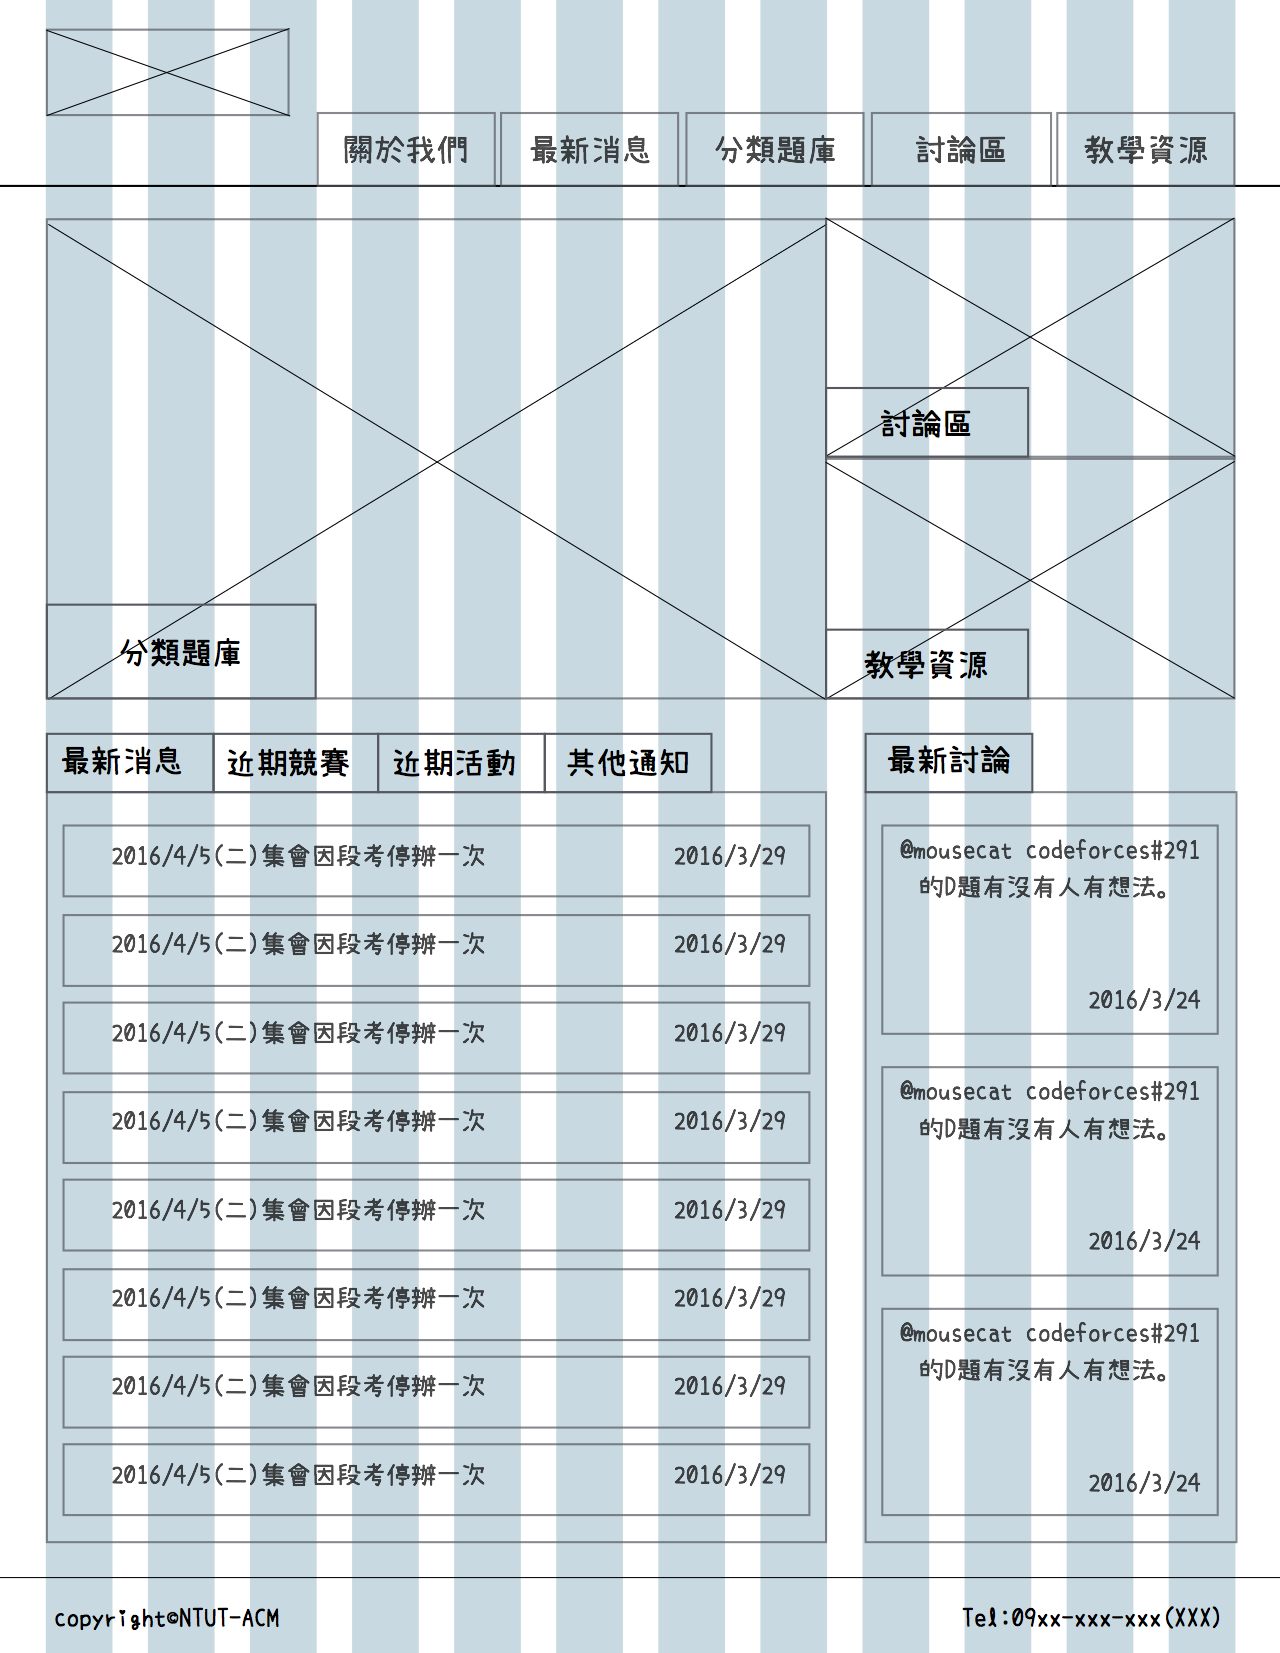 關於我們 最新消息 分類題庫 討論區 教學資源
討論區
分類題庫
教學資源
最新消息 近期競賽 近期活動 其他通知
2016/4/5(二)集會因段考停辦一次 2016/3/29
2016/4/5(二)集會因段考停辦一次 2016/3/29
2016/4/5(二)集會因段考停辦一次 2016/3/29
2016/4/5(二)集會因段考停辦一次 2016/3/29
2016/4/5(二)集會因段考停辦一次 2016/3/29
2016/4/5(二)集會因段考停辦一次 2016/3/29
2016/4/5(二)集會因段考停辦一次 2016/3/29
2016/4/5(二)集會因段考停辦一次 2016/3/29
最新討論
@mousecat codeforces#291
的D題有沒有人有想法。
2016/3/24
@mousecat codeforces#291
的D題有沒有人有想法。
2016/3/24
@mousecat codeforces#291
的D題有沒有人有想法。
2016/3/24
copyright©NTUT-ACM Tel:09xx-xxx-xxx(XXX)